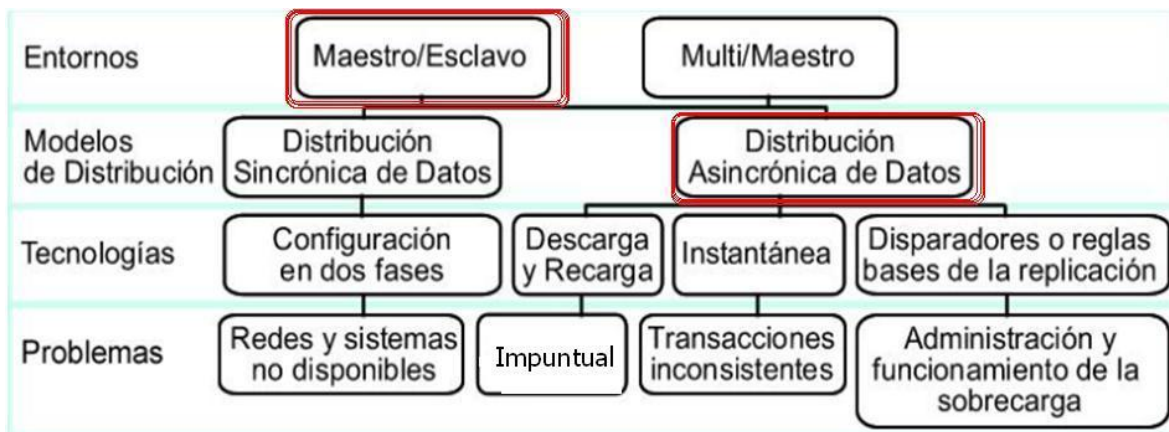 Entornos
Maestro/Esclavo
Multi/Maestro
Modelos
de Distribución
Distribución
Sincrónica de Datos
Distribución
Asincrónica de Datos
Tecnologías
Configuración
en dos fases
Descarga
y Recarga
Instantánea
Disparadores o reglas
bases de la replicación
Problemas
Redes y sistemas
no disponibles
Impuntual
Transacciones
inconsistentes
Administración y
funcionamiento de la
sobrecarga